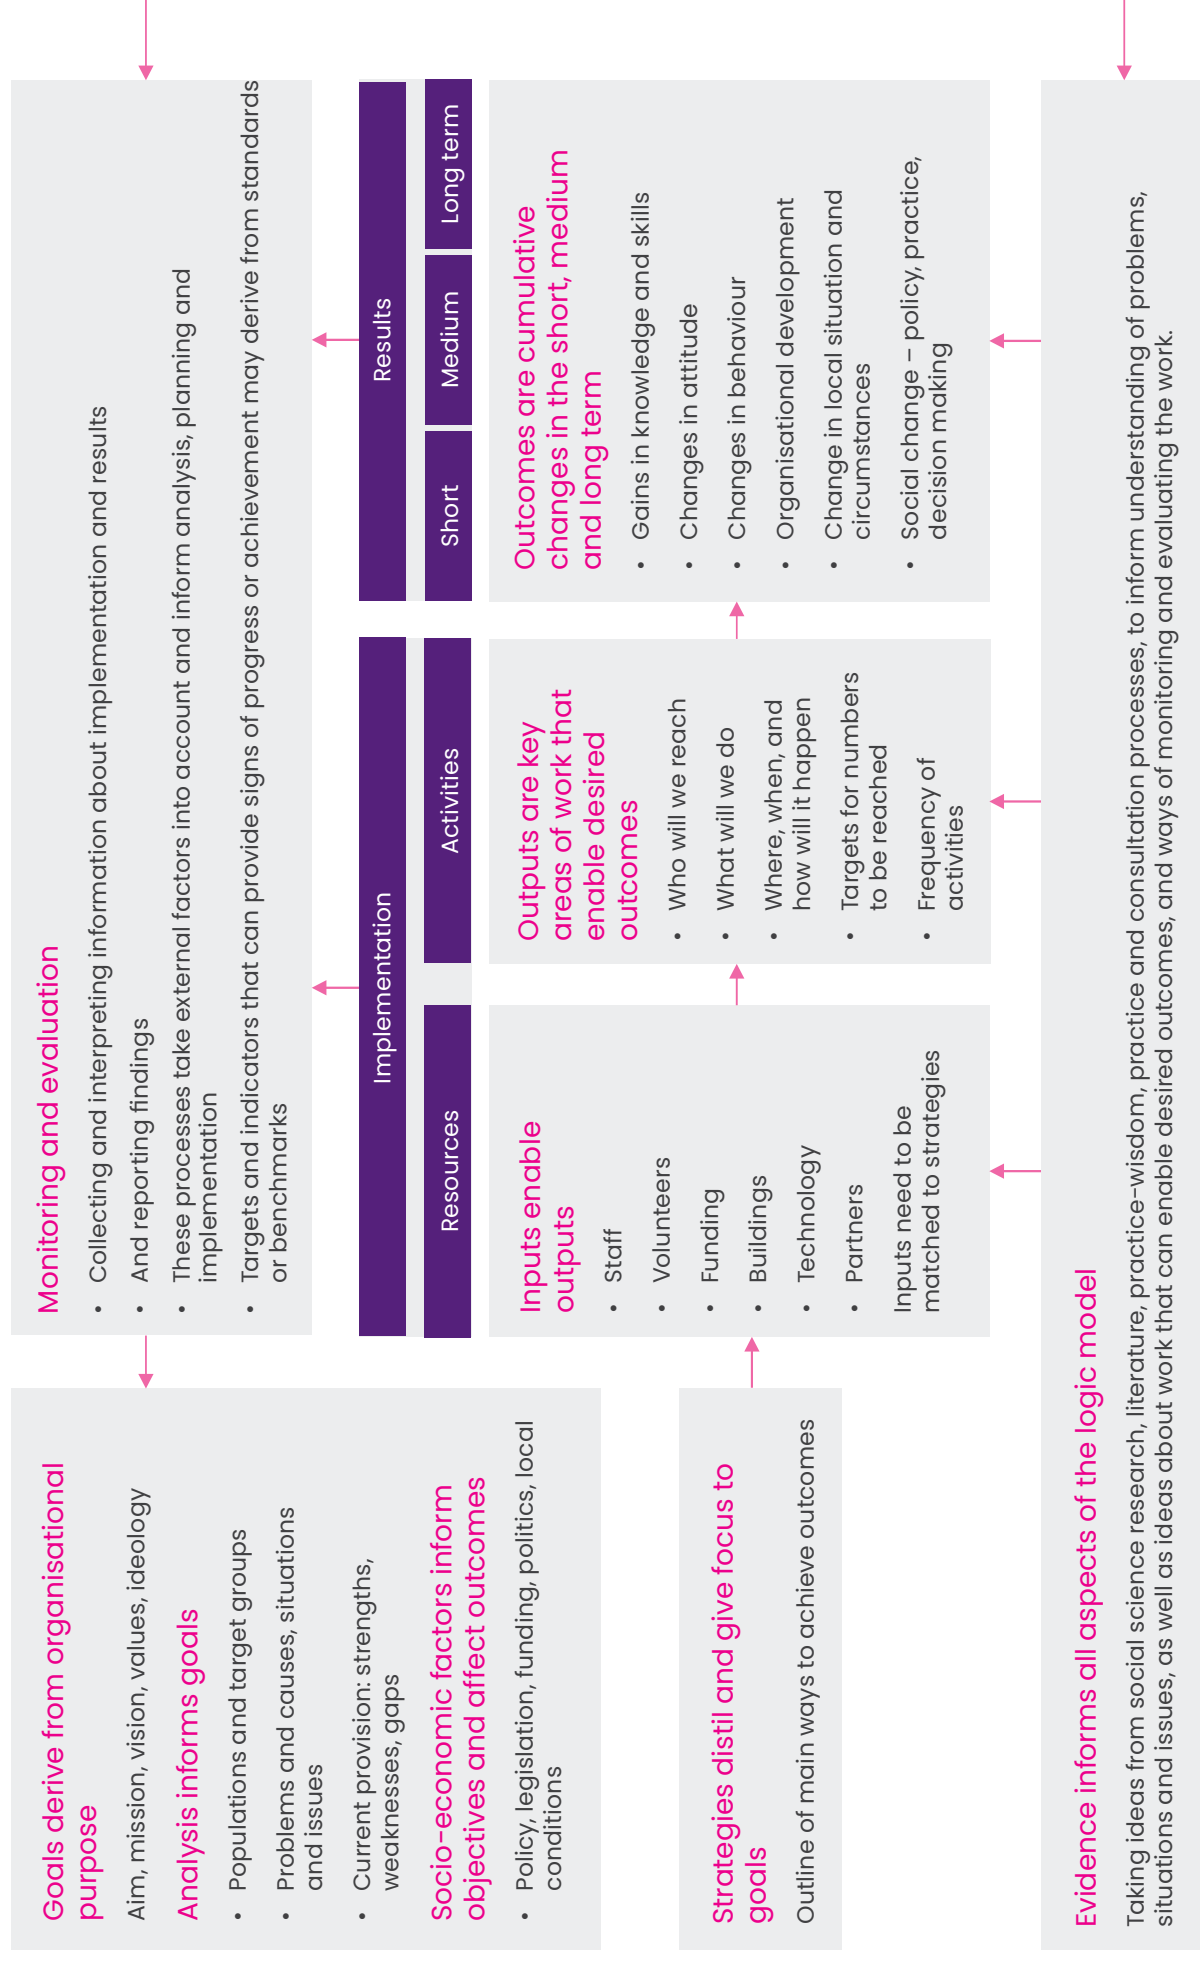 Goals derive from organisational
purpose
Aim, mission, vision, values, ideology
Analysis informs goals
• Populations and target groups
• Problems and causes, situations
and issues
• Current provision: strengths,
weaknesses, gaps
Socio-economic factors inform
objectives and affect outcomes
• Policy, legislation, funding, politics, local
conditions
Strategies distil and give focus to
goals
Outline of main ways to achieve outcomes
Monitoring and evaluation
• Collecting and interpreting information about implementation and results
• And reporting findings
• These processes take external factors into account and inform analysis, planning and
implementation
• Targets and indicators that can provide signs of progress or achievement may derive from standards
or benchmarks
Implementation
Resources
Activities
Results
Short
Medium
Long term
Inputs enable
outputs
• Staff
• Volunteers
• Funding
• Buildings
• Technology
• Partners
Inputs need to be
matched to strategies
Outputs are key
areas of work that
enable desired
outcomes
• Who will we reach
• What will we do
• Where, when, and
how will it happen
• Targets for numbers
to be reached
• Frequency of
activities
Outcomes are cumulative
changes in the short, medium
and long term
• Gains in knowledge and skills
• Changes in attitude
• Changes in behaviour
• Organisational development
• Change in local situation and
circumstances
• Social change – policy, practice,
decision making
Evidence informs all aspects of the logic model
Taking ideas from social science research, literature, practice-wisdom, practice and consultation processes, to inform understanding of problems,
situations and issues, as well as ideas about work that can enable desired outcomes, and ways of monitoring and evaluating the work.